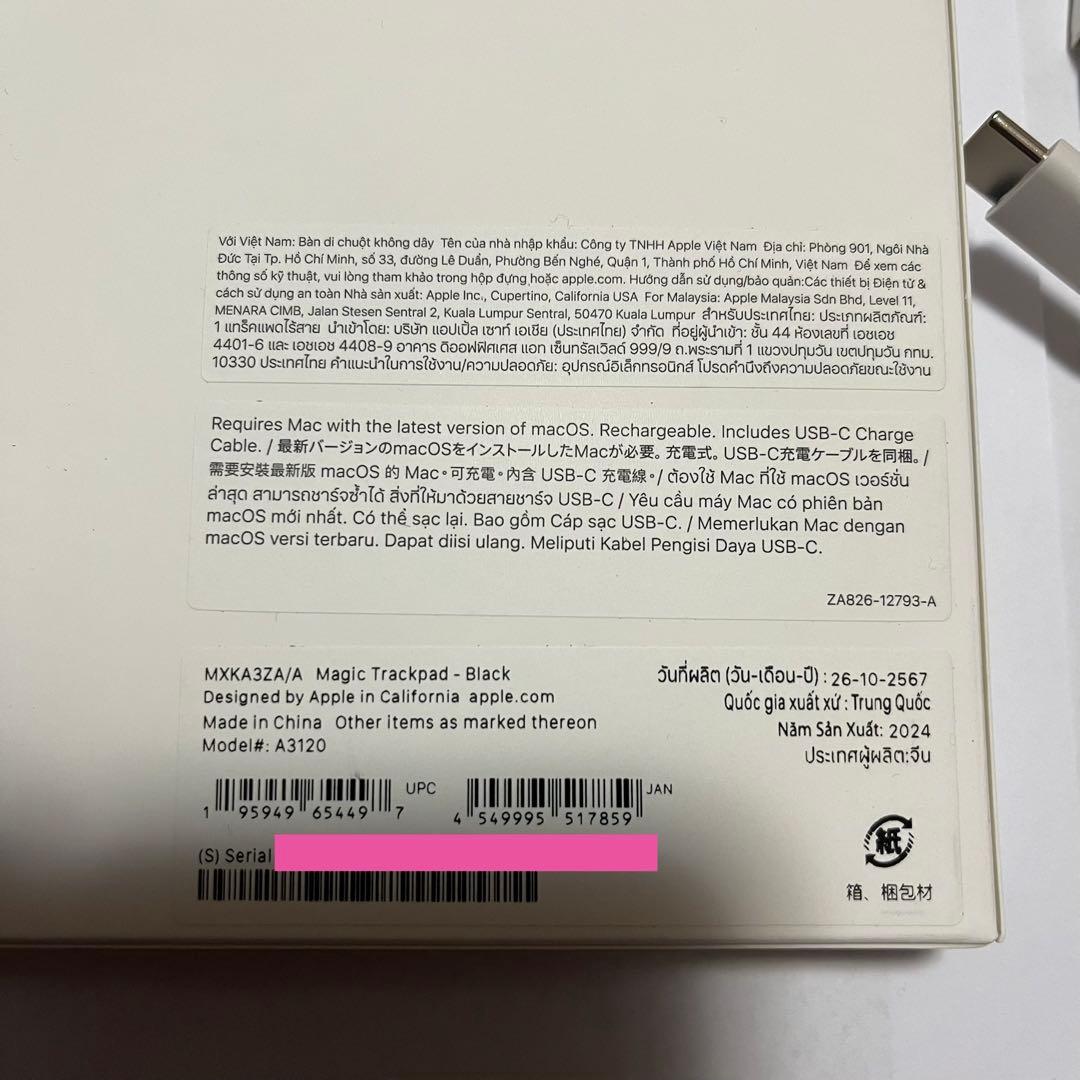 Với Việt Nam: Bàn di chuột không dây Tên của nhà nhập khẩu: Công ty TNHH Apple Việt Nam Địa chỉ: Phòng 901, Ngôi Nhà
Đức Tại Tp. Hồ Chí Minh, số 33, đường Lê Duẩn, Phường Bến Nghé, Quận 1, Thành phố Hồ Chí Minh, Việt Nam Để xem các
thông số kỹ thuật, vui lòng tham khảo trong hộp đựng hoặc apple.com. Hướng dẫn sử dụng/bảo quản:Các thiết bị Điện tử &
cách sử dụng an toàn Nhà sản xuất: Apple Inc., Cupertino, California USA For Malaysia: Apple Malaysia Sdn Bhd, Level 11,
MENARA CIMB, Jalan Stesen Sentral 2, Kuala Lumpur Sentral, 50470 Kuala Lumpur สำหรับประเทศไทย: ประเภทผลิตภัณฑ์:
1 แทร็คแพดไร้สาย นำเข้าโดย: บริษัท แอปเปิ้ล เซาท์ เอเชีย (ประเทศไทย) จำกัด ที่อยู่ผู้นำเข้า: ชั้น 44 ห้องเลขที่ เอชเอช
4401-6 และ เอชเอช 4408-9 อาคาร ดิออฟฟิศเศส แอท เซ็นทรัลเวิลด์ 999/9 ถ.พระรามที่ 1 แขวงปทุมวัน เขตปทุมวัน กทม.
10330 ประเทศไทย คำแนะนำในการใช้งาน/ความปลอดภัย: อุปกรณ์อิเล็กทรอนิกส์ โปรดคำนึงถึงความปลอดภัยขณะใช้งาน
Requires Mac with the latest version of macOS. Rechargeable. Includes USB-C Charge
Cable. / 最新バージョンのmacOSをインストールしたMacが必要。充電式。USB-C充電ケーブルを同梱。/
需要安裝最新版 macOS 的 Mac。可充電。內含 USB-C 充電線。/ ต้องใช้ Mac ที่ใช้ macOS เวอร์ชั่น
ล่าสุด สามารถชาร์จซ้ำได้ สิ่งที่ให้มาด้วยสายชาร์จ USB-C / Yêu cầu máy Mac có phiên bản
macOS mới nhất. Có thể sạc lại. Bao gồm Cáp sạc USB-C. / Memerlukan Mac dengan
macOS versi terbaru. Dapat diisi ulang. Meliputi Kabel Pengisi Daya USB-C.
ZA826-12793-A
MXKA3ZA/A Magic Trackpad - Black
Designed by Apple in California apple.com
Made in China Other items as marked thereon
Model#: A3120
วันที่ผลิต (วัน-เดือน-ปี) : 26-10-2567
Quốc gia xuất xứ : Trung Quốc
Năm Sản Xuất: 2024
ประเทศผู้ผลิต:จีน
UPC
1 95949 65449 7
JAN
4 549995 517859
(S) Serial
紙
箱、梱包材